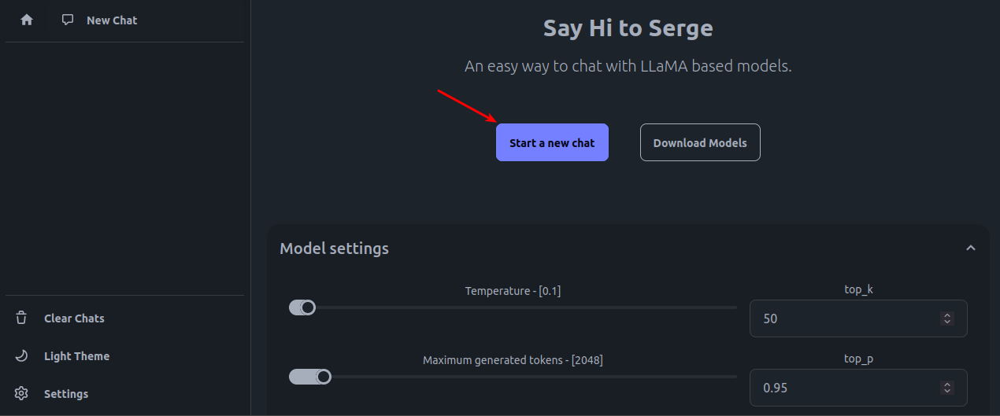 New Chat
Clear Chats
Light Theme
Settings
Say Hi to Serge
An easy way to chat with LLaMA based models.
Start a new chat
Download Models
Model settings
Temperature - [0.1]
top_k
50
Maximum generated tokens - [2048]
top_p
0.95